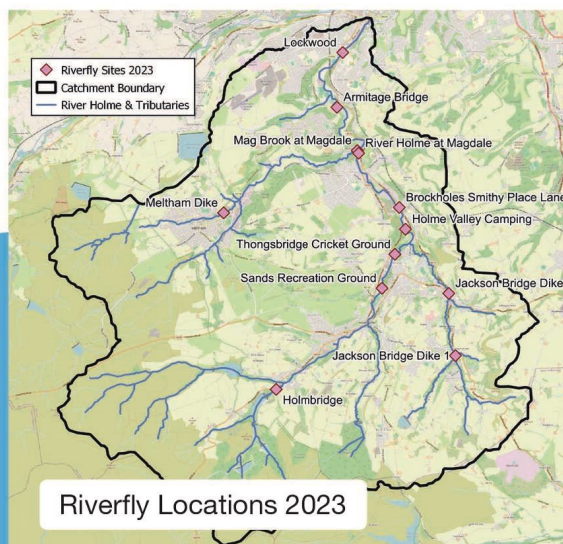 Riverfly Sites 2023
Catchment Boundary
River Holme & Tributaries
Lockwood
Armitage Bridge
Mag Brook at Magdale
River Holme at Magdale
Meltham Dike
Brockholes Smithy Place Lane
Holme Valley Camping
Thongsbridge Cricket Ground
Sands Recreation Ground
Jackson Bridge Dike
Jackson Bridge Dike 1
Holmbridge
Riverfly Locations 2023